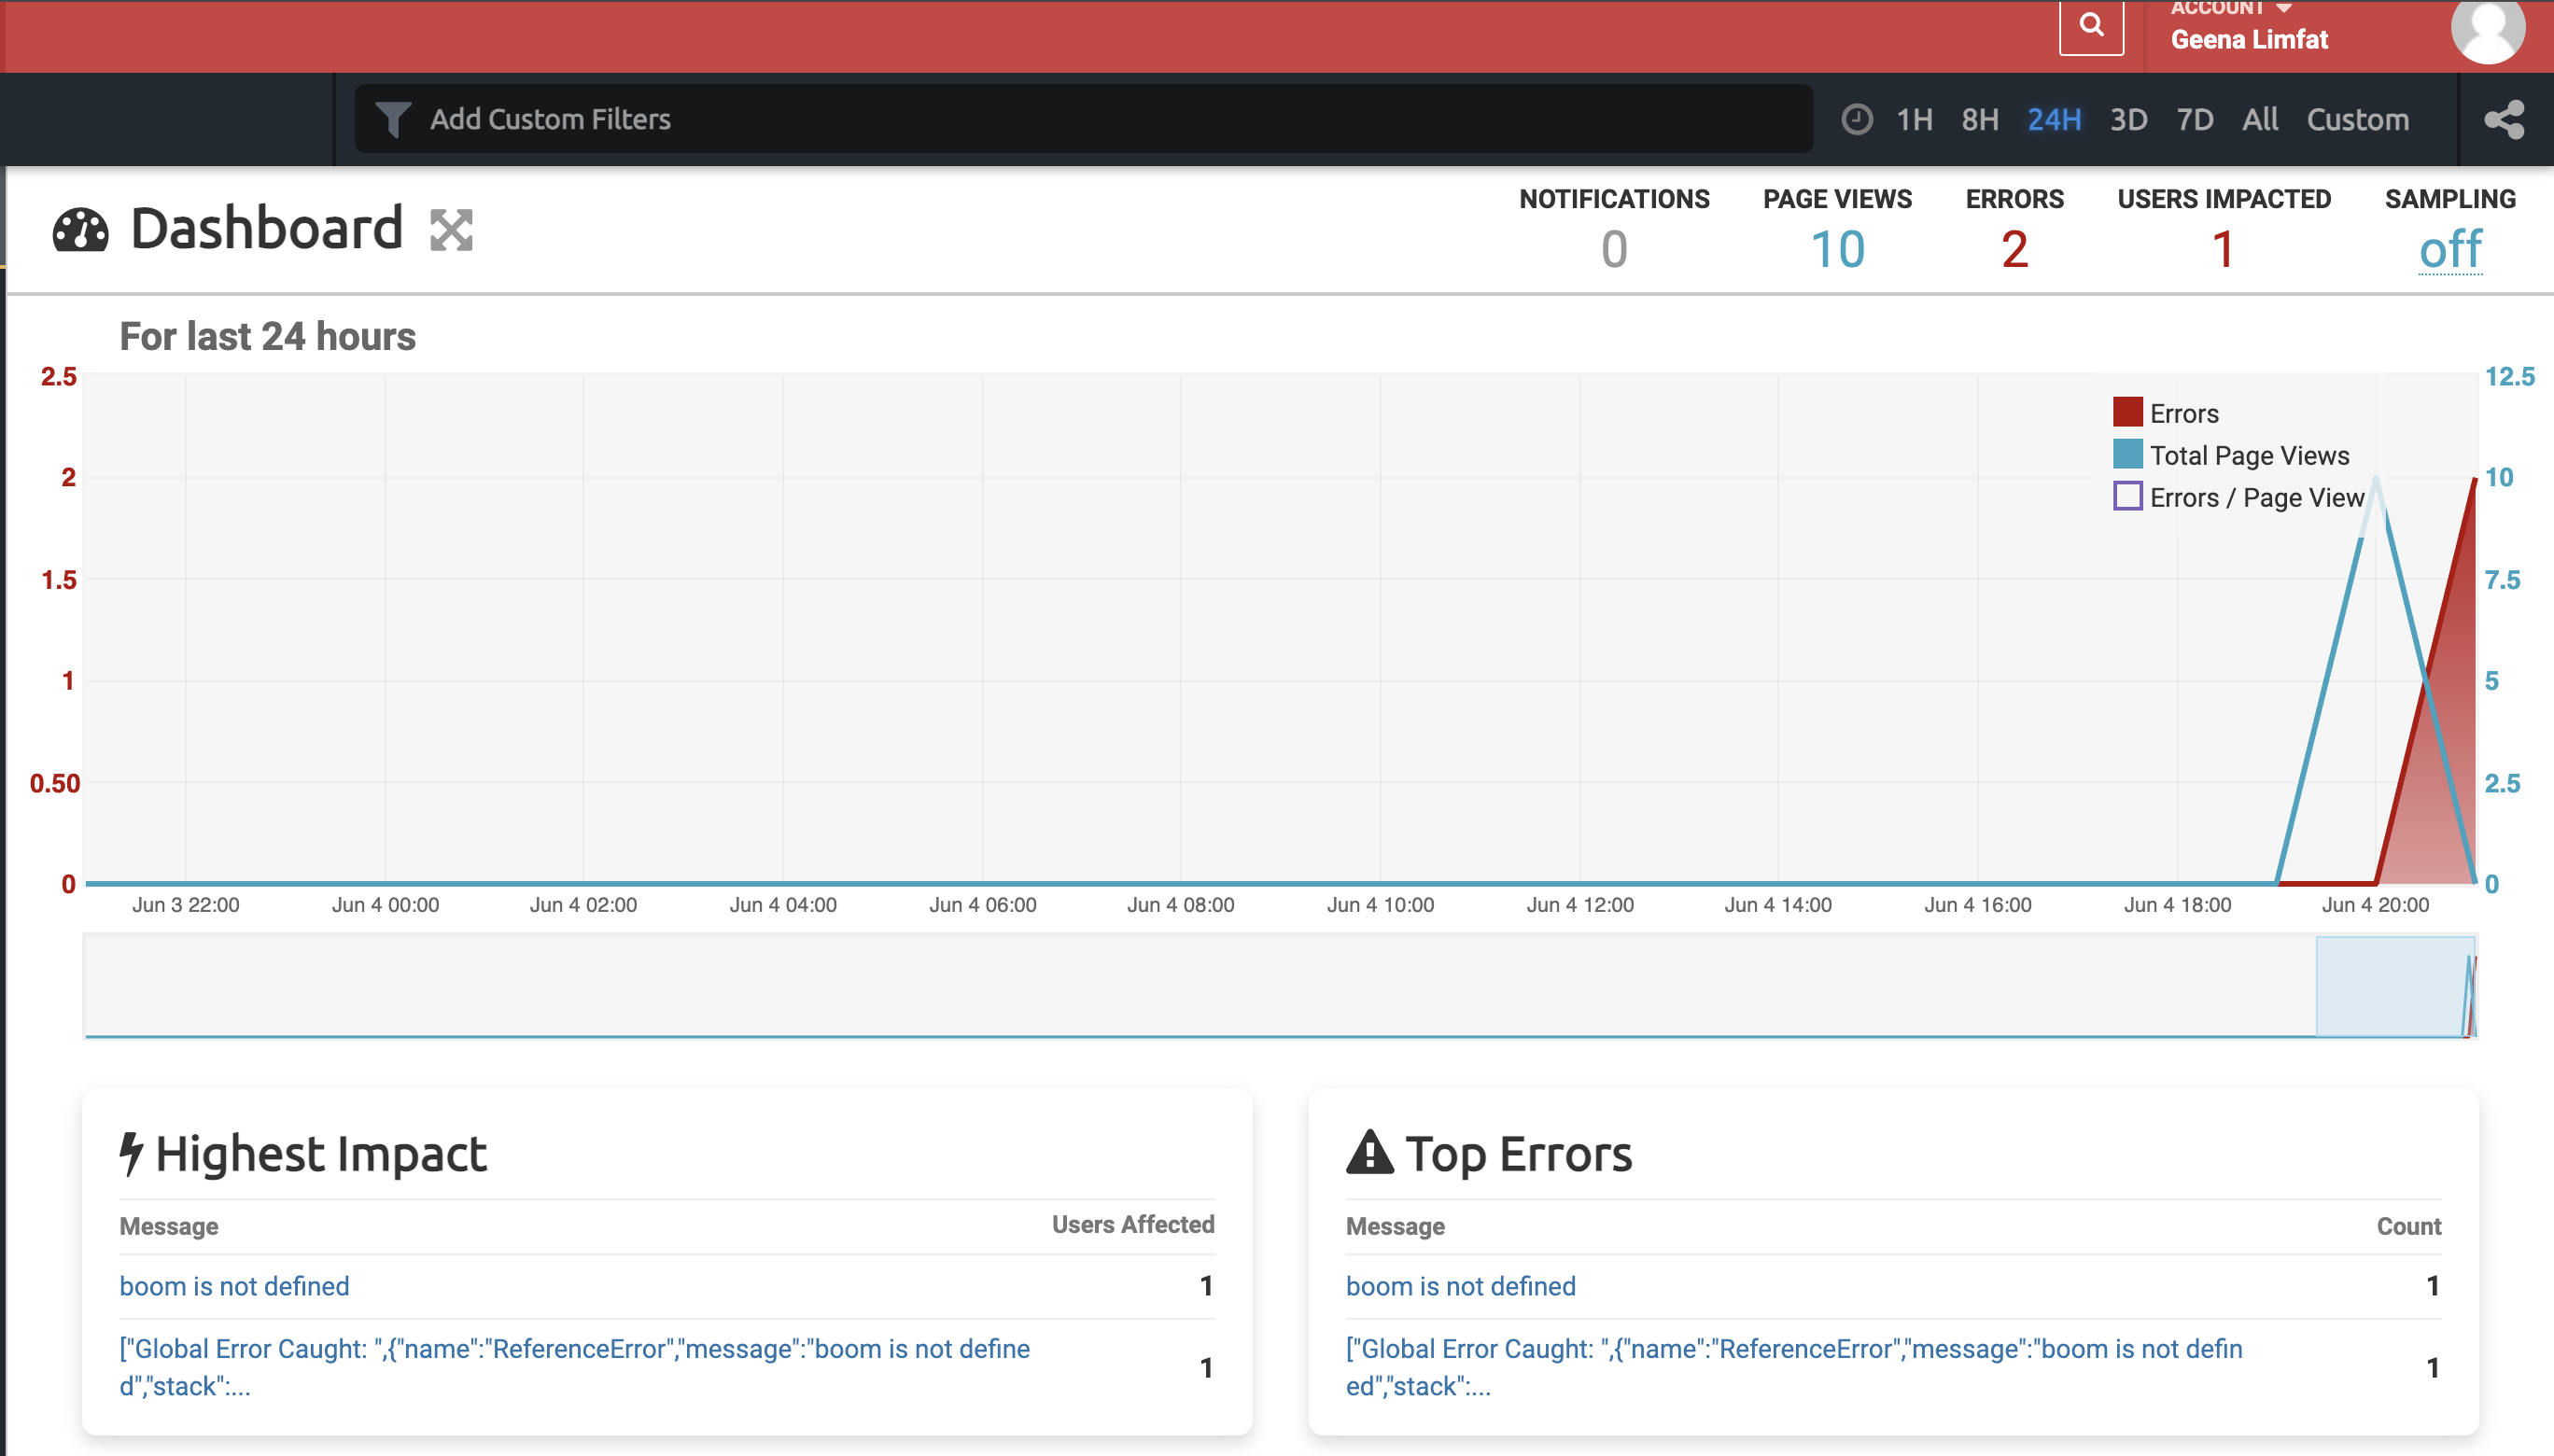 ACCOUNT
Geena Limfat
Add Custom Filters
1H 8H 24H 3D 7D All Custom
Dashboard
NOTIFICATIONS PAGE VIEWS ERRORS USERS IMPACTED SAMPLING
0 10 2 1 off
For last 24 hours
2.5 12.5
Errors
Total Page Views
2 10
Errors / Page View
1.5 7.5
1 5
0.50 2.5
0 0
Jun 3 22:00 Jun 4 00:00 Jun 4 02:00 Jun 4 04:00 Jun 4 06:00 Jun 4 08:00 Jun 4 10:00 Jun 4 12:00 Jun 4 14:00 Jun 4 16:00 Jun 4 18:00 Jun 4 20:00
Highest Impact
Message Users Affected
boom is not defined 1
["Global Error Caught: ",{"name":"ReferenceError","message":"boom is not define
d","stack":... 1
Top Errors
Message Count
boom is not defined 1
["Global Error Caught: ",{"name":"ReferenceError","message":"boom is not defin
ed","stack":... 1